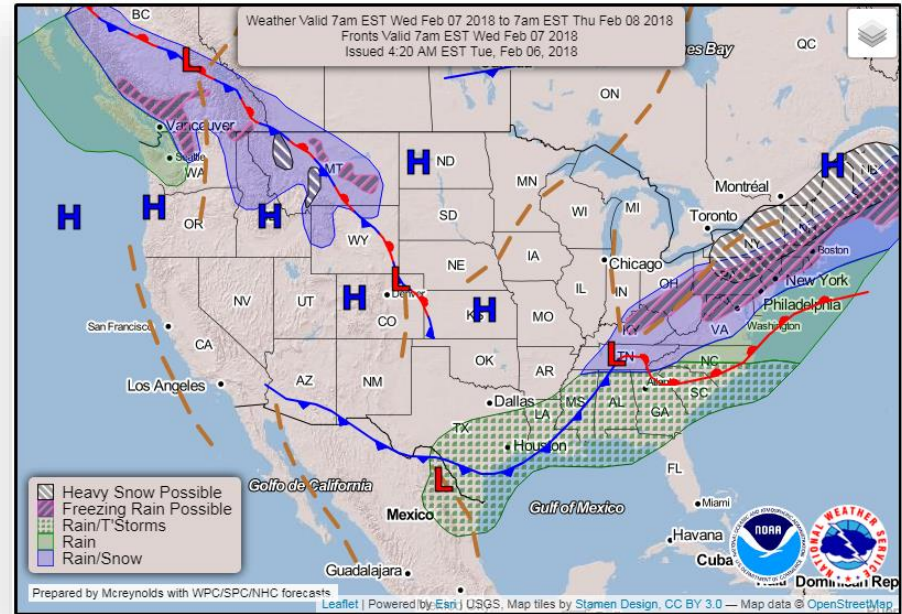 Weather Valid 7am EST Wed Feb 07 2018 to 7am EST Thu Feb 08 2018
Fronts Valid 7am EST Wed Feb 07 2018
Issued 4:20 AM EST Tue, Feb 06, 2018
BC
es Bay
QC
ON
L
Vancouver
Seattle
WA
MT
H
ND
MN
Montréal
H
NB
H
H
H
OR
SD
WI
MI
Toronto
NY
Boston
WY
IA
Chicago
New York
NE
L
IL
IN
OH
Philadelphia
NV
UT
H
Denver
CO
H
KS
MO
KY
VA
Washington
San Francisco
CA
L
TN
NC
Los Angeles
AZ
NM
OK
AR
SC
Dallas
MS
AL
GA
TX
LA
Houston
FL
L
Golfo de California
Gulf of Mexico
Miami
Mexico
Havana
Cuba
Guadalajara
Dominican Rep
Heavy Snow Possible
Freezing Rain Possible
Rain/T'Storms
Rain
Rain/Snow
NOAA
NATIONAL WEATHER SERVICE
Prepared by Mcreynolds with WPC/SPC/NHC forecasts
Leaflet | Powered by Esri | USGS, Map tiles by Stamen Design, CC BY 3.0 — Map data © OpenStreetMap